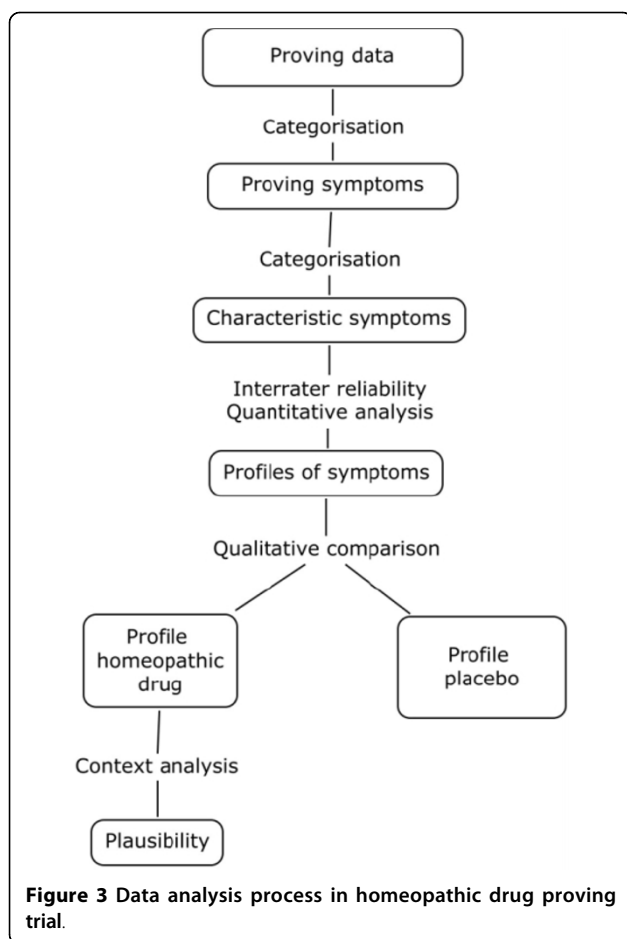 Proving data
Categorisation
Proving symptoms
Categorisation
Characteristic symptoms
Interrater reliability
Quantitative analysis
Profiles of symptoms
Qualitative comparison
Profile
homeopathic
drug
Profile
placebo
Context analysis
Plausibility
Figure 3 Data analysis process in homeopathic drug proving
trial.